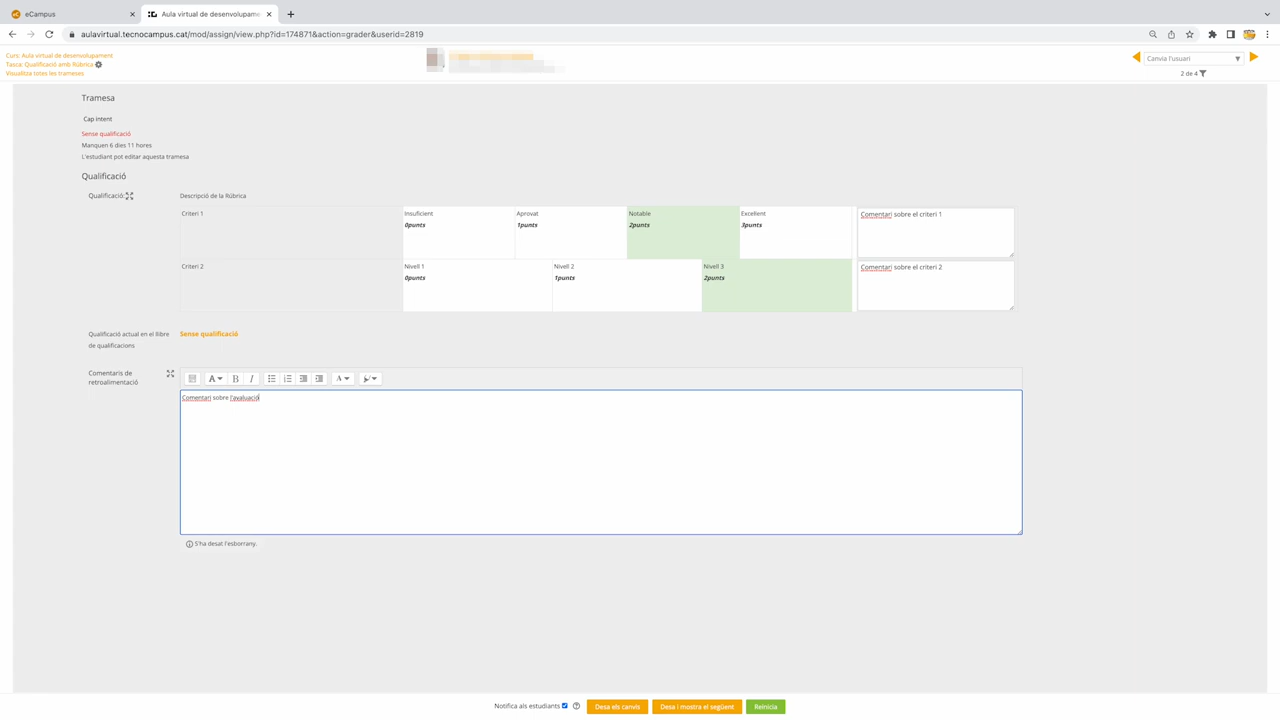 eCampus
Aula virtual de desenvolupame
aulavirtual.tecnocampus.cat/mod/assign/view.php?id=174871&action=grader&userid=2819
Curs: Aula virtual de desenvolupament
Tasca: Qualificació amb Rúbrica
Visualitza totes les trameses
Canvia l'usuari
2 de 4
Tramesa
Cap intent
Sense qualificació
Manquen 6 dies 11 hores
L'estudiant pot editar aquesta tramesa
Qualificació
Qualificació:
Descripció de la Rúbrica
Criteri 1
Insuficient
0punts
Aprovat
1punts
Notable
2punts
Excellent
3punts
Comentari sobre el criteri 1
Criteri 2
Nivell 1
0punts
Nivell 2
1punts
Nivell 3
2punts
Comentari sobre el criteri 2
Qualificació actual en el llibre
de qualificacions
Sense qualificació
Comentaris de
retroalimentació
Comentari sobre l'avaluació
S'ha desat l'esborrany.
Notifica als estudiants
Desa els canvis
Desa i mostra el següent
Reinicia